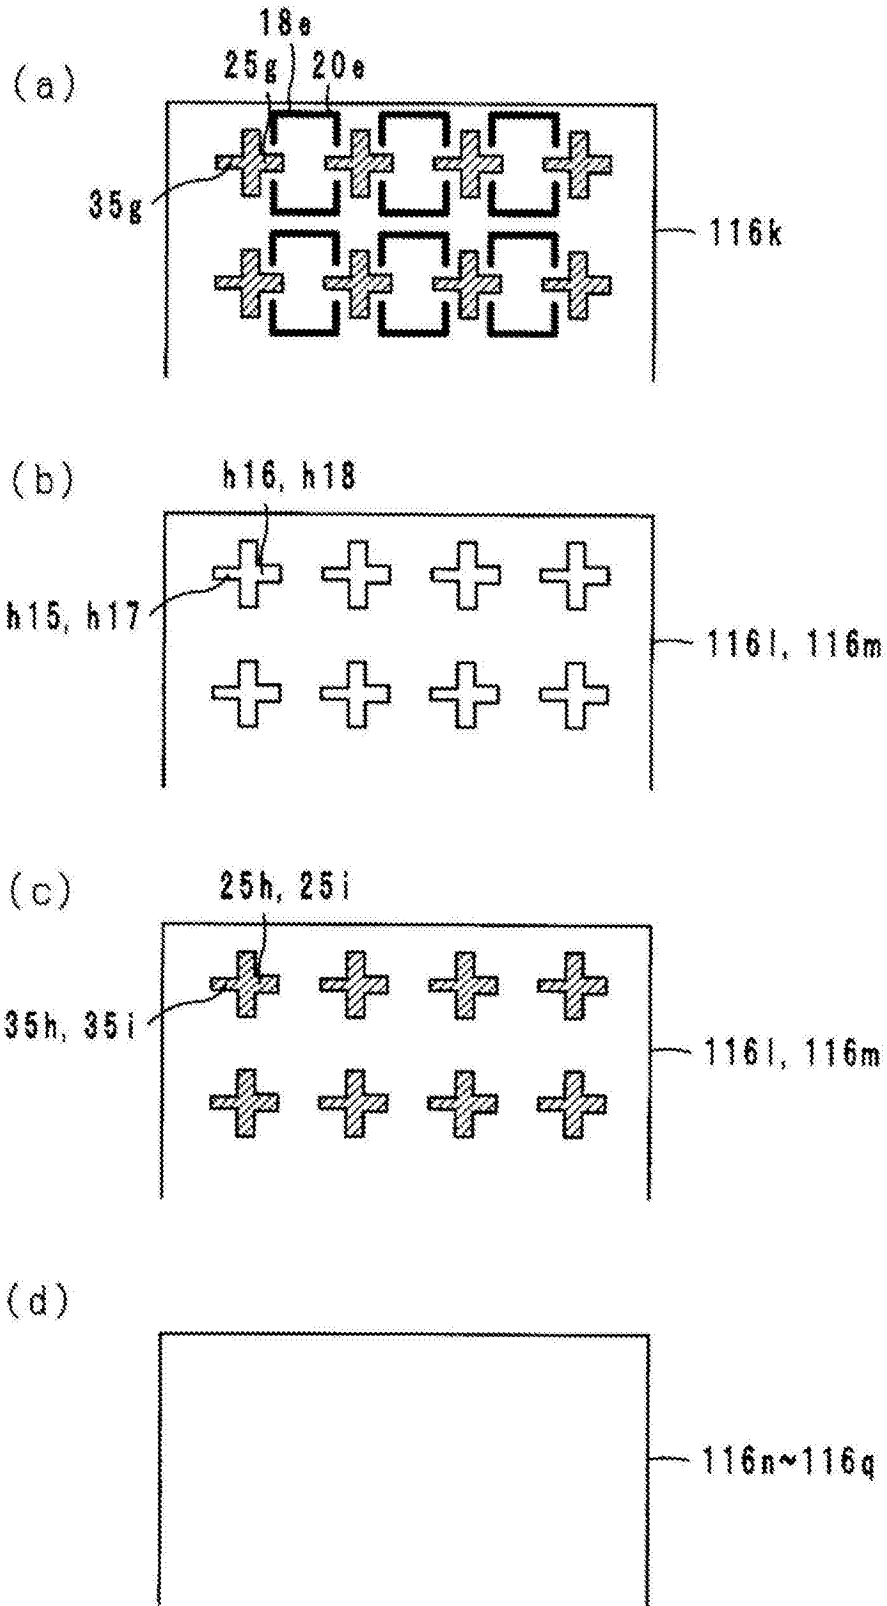 18e
25g 20e
(a)
35g
116k
(b)
h16, h18
h15, h17
116l, 116m
(c)
25h, 25i
35h, 35i
116l, 116m
(d)
116n~116q